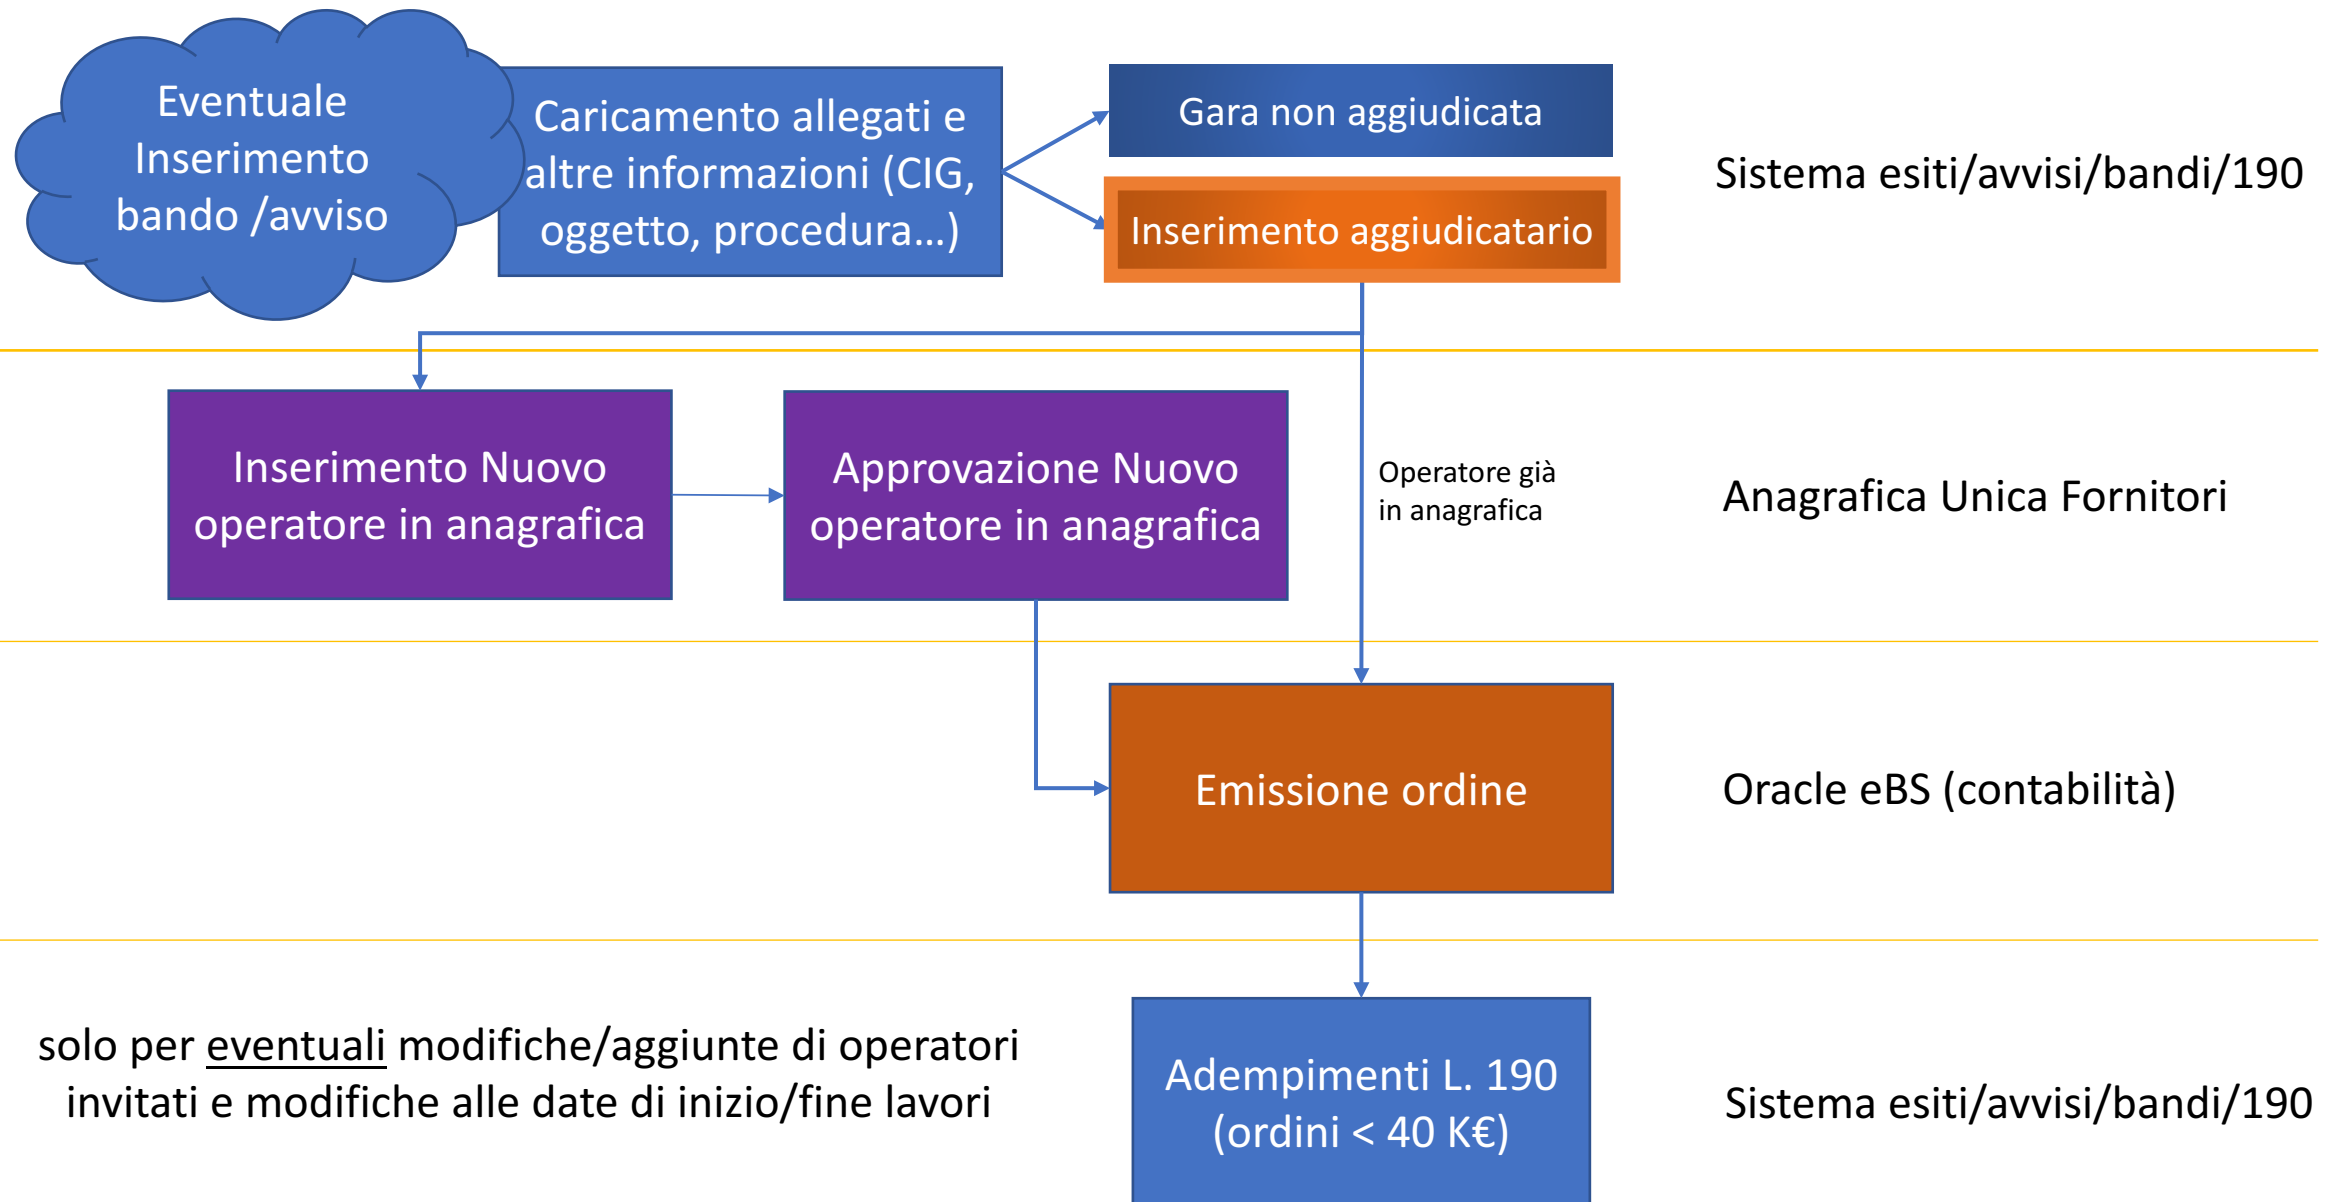 Eventuale
Inserimento
bando /avviso
Caricamento allegati e
altre informazioni (CIG,
oggetto, procedura…)
Gara non aggiudicata
Inserimento aggiudicatario
Sistema esiti/avvisi/bandi/190
Inserimento Nuovo
operatore in anagrafica
Approvazione Nuovo
operatore in anagrafica
Operatore già
in anagrafica
Anagrafica Unica Fornitori
Emissione ordine
Oracle eBS (contabilità)
solo per eventuali modifiche/aggiunte di operatori
invitati e modifiche alle date di inizio/fine lavori
Adempimenti L. 190
(ordini < 40 K€)
Sistema esiti/avvisi/bandi/190